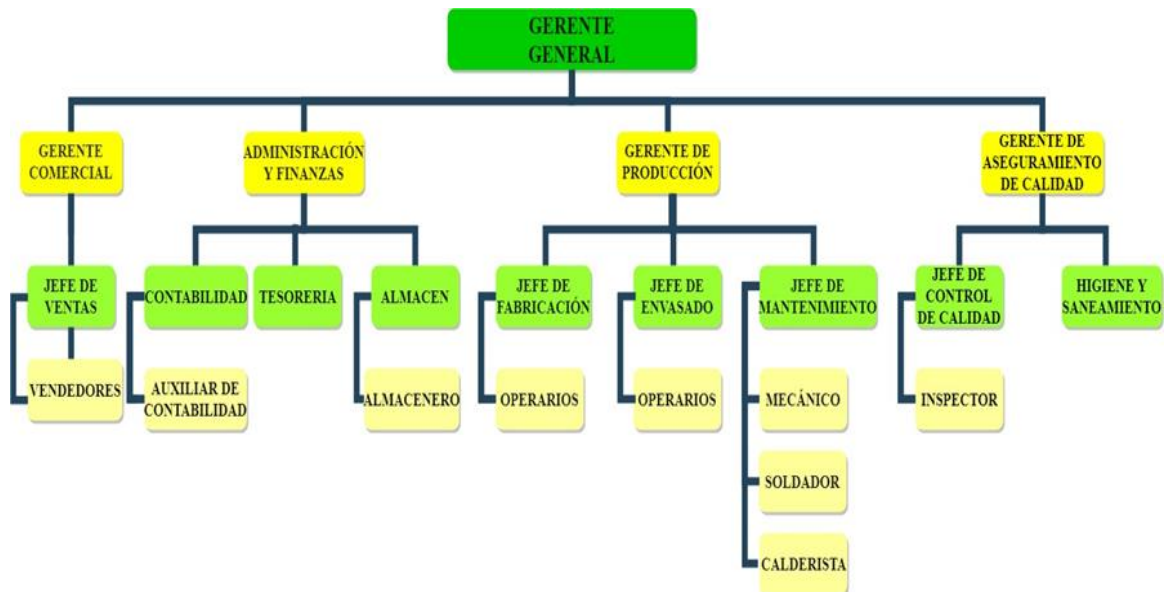 GERENTE
GENERAL
GERENTE
COMERCIAL
ADMINISTRACIÓN
Y FINANZAS
GERENTE DE
PRODUCCIÓN
GERENTE DE
ASEGURAMIENTO
DE CALIDAD
JEFE DE
VENTAS
CONTABILIDAD
TESORERIA
ALMACEN
JEFE DE
FABRICACIÓN
JEFE DE
ENVASADO
JEFE DE
MANTENIMIENTO
JEFE DE
CONTROL
DE CALIDAD
HIGIENE Y
SANEAMIENTO
VENDEDORES
AUXILIAR DE
CONTABILIDAD
ALMACENERO
OPERARIOS
OPERARIOS
MECÁNICO
INSPECTOR
SOLDADOR
CALDERISTA